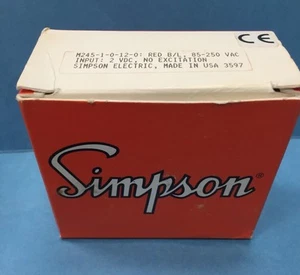 M245-1-0-12-0: RED B/L, 85-250 VAC
INPUT: 2 VDC, NO EXCITATION
SIMPSON ELECTRIC, MADE IN USA 3597
CE
Simpson®